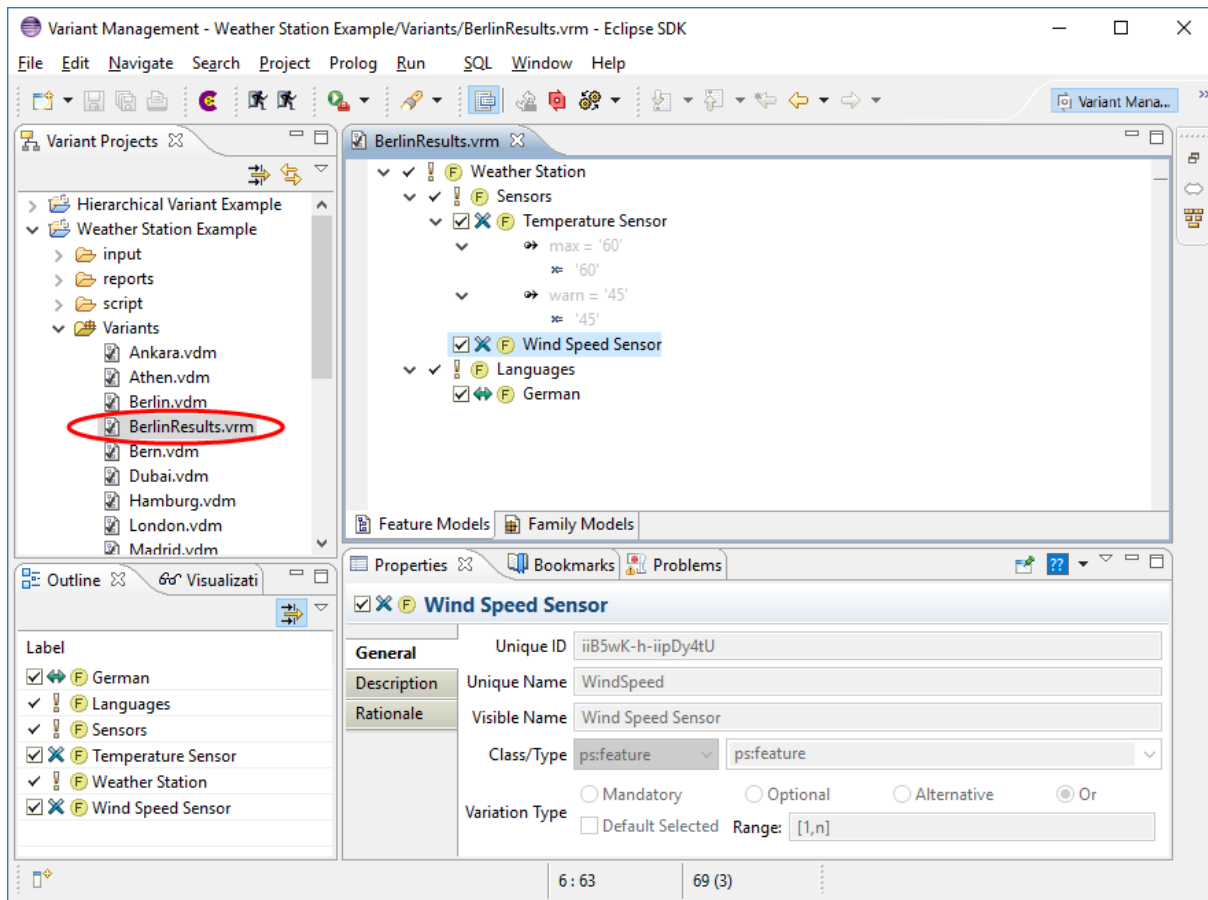 Variant Management - Weather Station Example/Variants/BerlinResults.vrm - Eclipse SDK
File Edit Navigate Search Project Prolog Run SQL Window Help
Variant Mana...
Variant Projects
Hierarchical Variant Example
Weather Station Example
input
reports
script
Variants
Ankara.vdm
Athen.vdm
Berlin.vdm
BerlinResults.vrm
Bern.vdm
Dubai.vdm
Hamburg.vdm
London.vdm
Madrid.vdm
BerlinResults.vrm
F Weather Station
F Sensors
F Temperature Sensor
max = '60'
'60'
warn = '45'
'45'
F Wind Speed Sensor
F Languages
F German
Feature Models Family Models
Outline Visualizati
Label
F German
F Languages
F Sensors
F Temperature Sensor
F Weather Station
F Wind Speed Sensor
Properties Bookmarks Problems ??
F Wind Speed Sensor
General
Description
Rationale
Unique ID iiB5wK-h-iipDy4tU
Unique Name WindSpeed
Visible Name Wind Speed Sensor
Class/Type ps:feature ps:feature
Variation Type Mandatory Optional Alternative Or
Default Selected Range: [1,n]
6 : 63 69 (3)